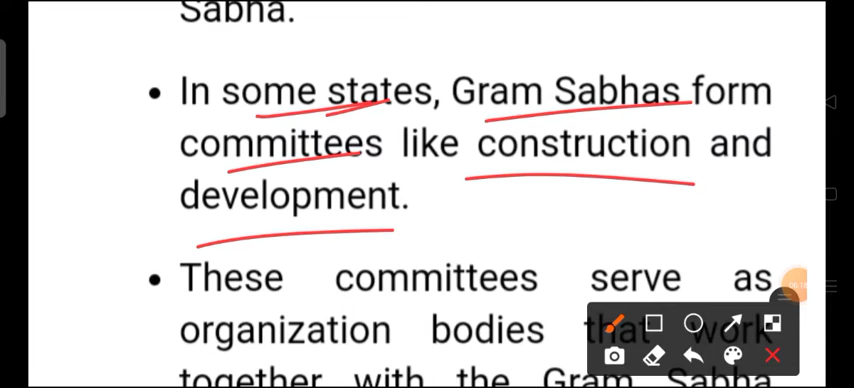 Sabha.
• In some states, Gram Sabhas form
committees like construction and
development.
• These committees serve as
organization bodies that work
together with the Gram Sabha